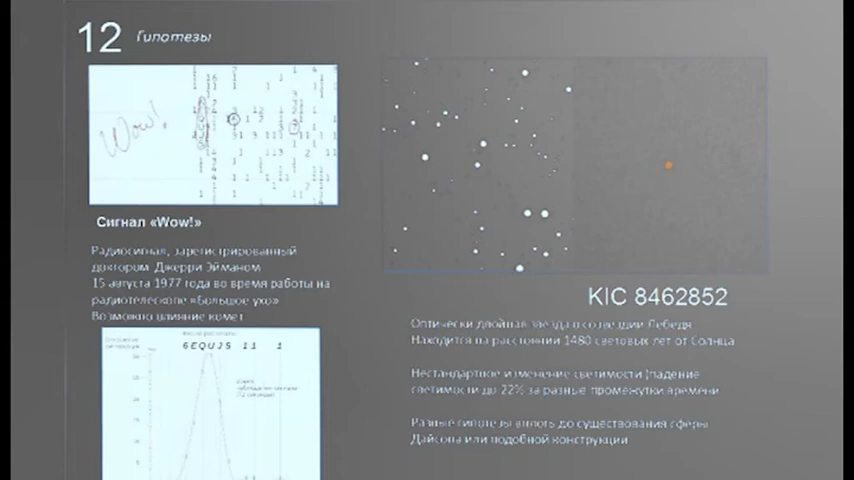 12 Гипотезы
Wow!
Сигнал «Wow!»
Радиосигнал, зарегистрированный
доктором Джерри Эйманом
15 августа 1977 года во время работы на
радиотелескопе «Большое ухо»
Возможно влияние комет
6EQUJ5 11 1
KIC 8462852
Оптически двойная звезда в созвездии Лебедя
Находится на расстоянии 1480 световых лет от Солнца
Нестандартное изменение светимости (падение
светимости до 22% за разные промежутки времени
Разные гипотезы вплоть до существования сферы
Дайсона или подобной конструкции